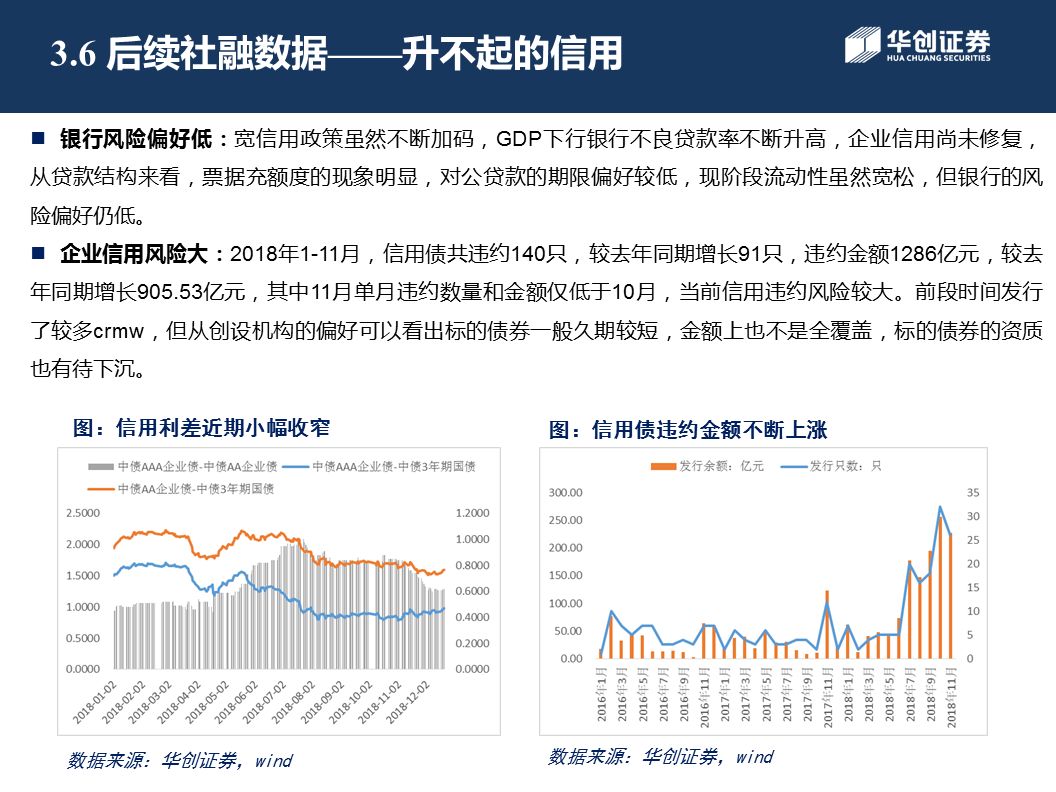 3.6 后续社融数据——升不起的信用
华创证券
HUA CHUANG SECURITIES
■ 银行风险偏好低：宽信用政策虽然不断加码，GDP下行银行不良贷款率不断升高，企业信用尚未修复，
从贷款结构来看，票据充额度的现象明显，对公贷款的期限偏好较低，现阶段流动性虽然宽松，但银行的风
险偏好仍低。
■ 企业信用风险大：2018年1-11月，信用债共违约140只，较去年同期增长91只，违约金额1286亿元，较去
年同期增长905.53亿元，其中11月单月违约数量和金额仅低于10月，当前信用违约风险较大。前段时间发行
了较多crmw，但从创设机构的偏好可以看出标的债券一般久期较短，金额上也不是全覆盖，标的债券的资质
也有待下沉。
图：信用利差近期小幅收窄
中债AAA企业债-中债AA企业债 中债AAA企业债-中债3年期国债
中债AA企业债-中债3年期国债
2.5000 1.2000
2.0000 1.0000
0.8000
1.5000
0.6000
1.0000
0.4000
0.5000
0.2000
0.0000 0.0000
2018-01-02 2018-02-02 2018-03-02 2018-04-02 2018-05-02 2018-06-02 2018-07-02 2018-08-02 2018-09-02 2018-10-02 2018-11-02 2018-12-02
数据来源：华创证券，wind
图：信用债违约金额不断上涨
发行余额：亿元 发行只数：只
300.00 35
250.00 30
200.00 25
150.00 20
100.00 15
50.00 10
0.00 5
0
2016年1月 2016年3月 2016年5月 2016年7月 2016年9月 2016年11月 2017年1月 2017年3月 2017年5月 2017年7月 2017年9月 2017年11月 2018年1月 2018年3月 2018年5月 2018年7月 2018年9月 2018年11月
数据来源：华创证券，wind